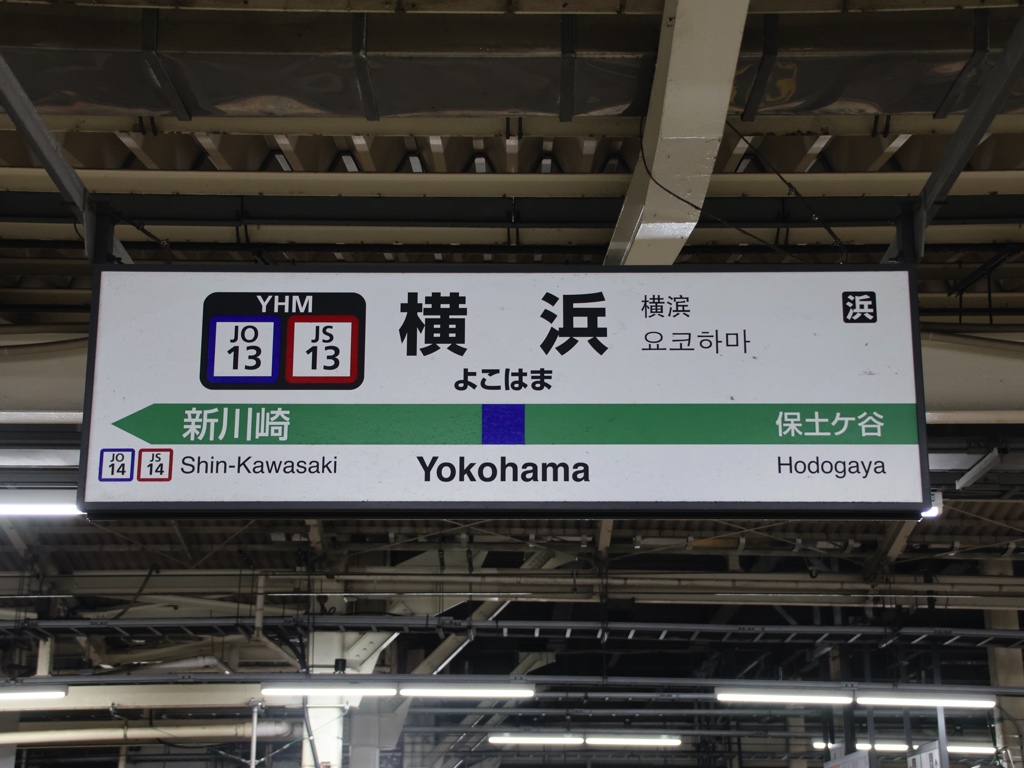 YHM
JO 13 JS 13
横浜
よこはま
横滨
요코하마
浜
新川崎 保土ケ谷
JO 14 JS 14 Shin-Kawasaki Yokohama Hodogaya